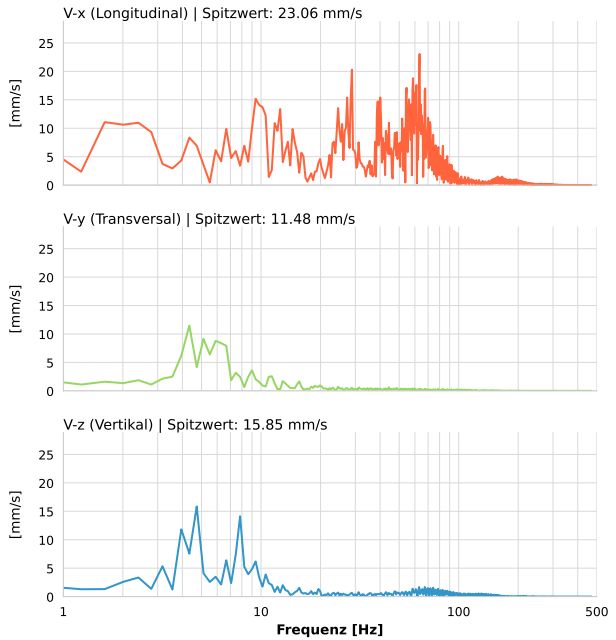 V-x (Longitudinal) | Spitzwert: 23.06 mm/s
25
20
15
10
5
0
[mm/s]
V-y (Transversal) | Spitzwert: 11.48 mm/s
25
20
15
10
5
0
[mm/s]
V-z (Vertikal) | Spitzwert: 15.85 mm/s
25
20
15
10
5
0
[mm/s]
1 10 100 500
Frequenz [Hz]